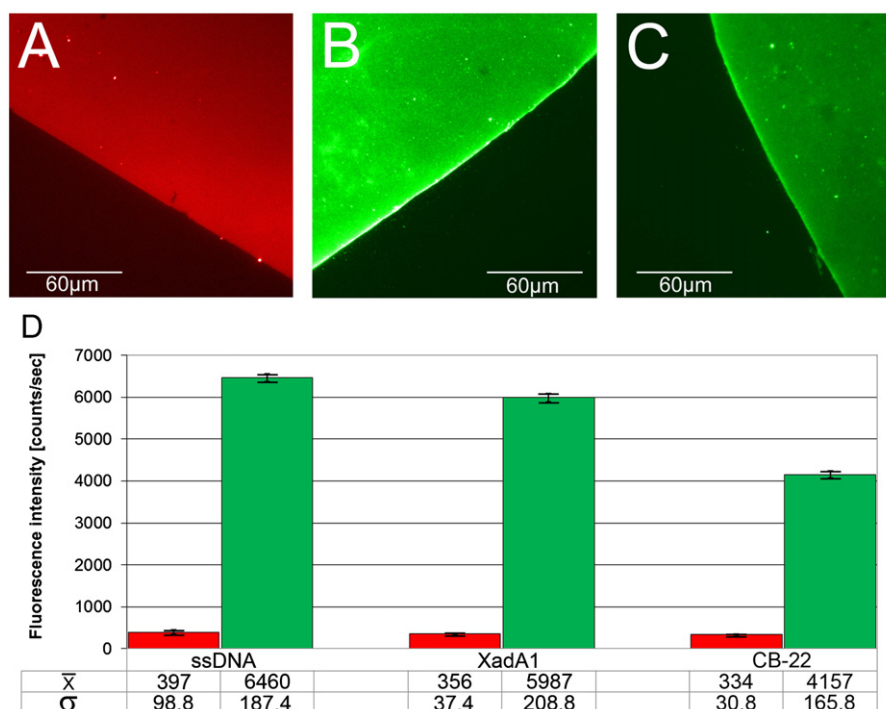 A
B
C
60µm
60µm
60µm
D
Fluorescence intensity [counts/sec]
7000
6000
5000
4000
3000
2000
1000
0
ssDNA XadA1 CB-22
x̅ 397 6460 356 5987 334 4157
σ 98.8 187.4 37.4 208.8 30.8 165.8